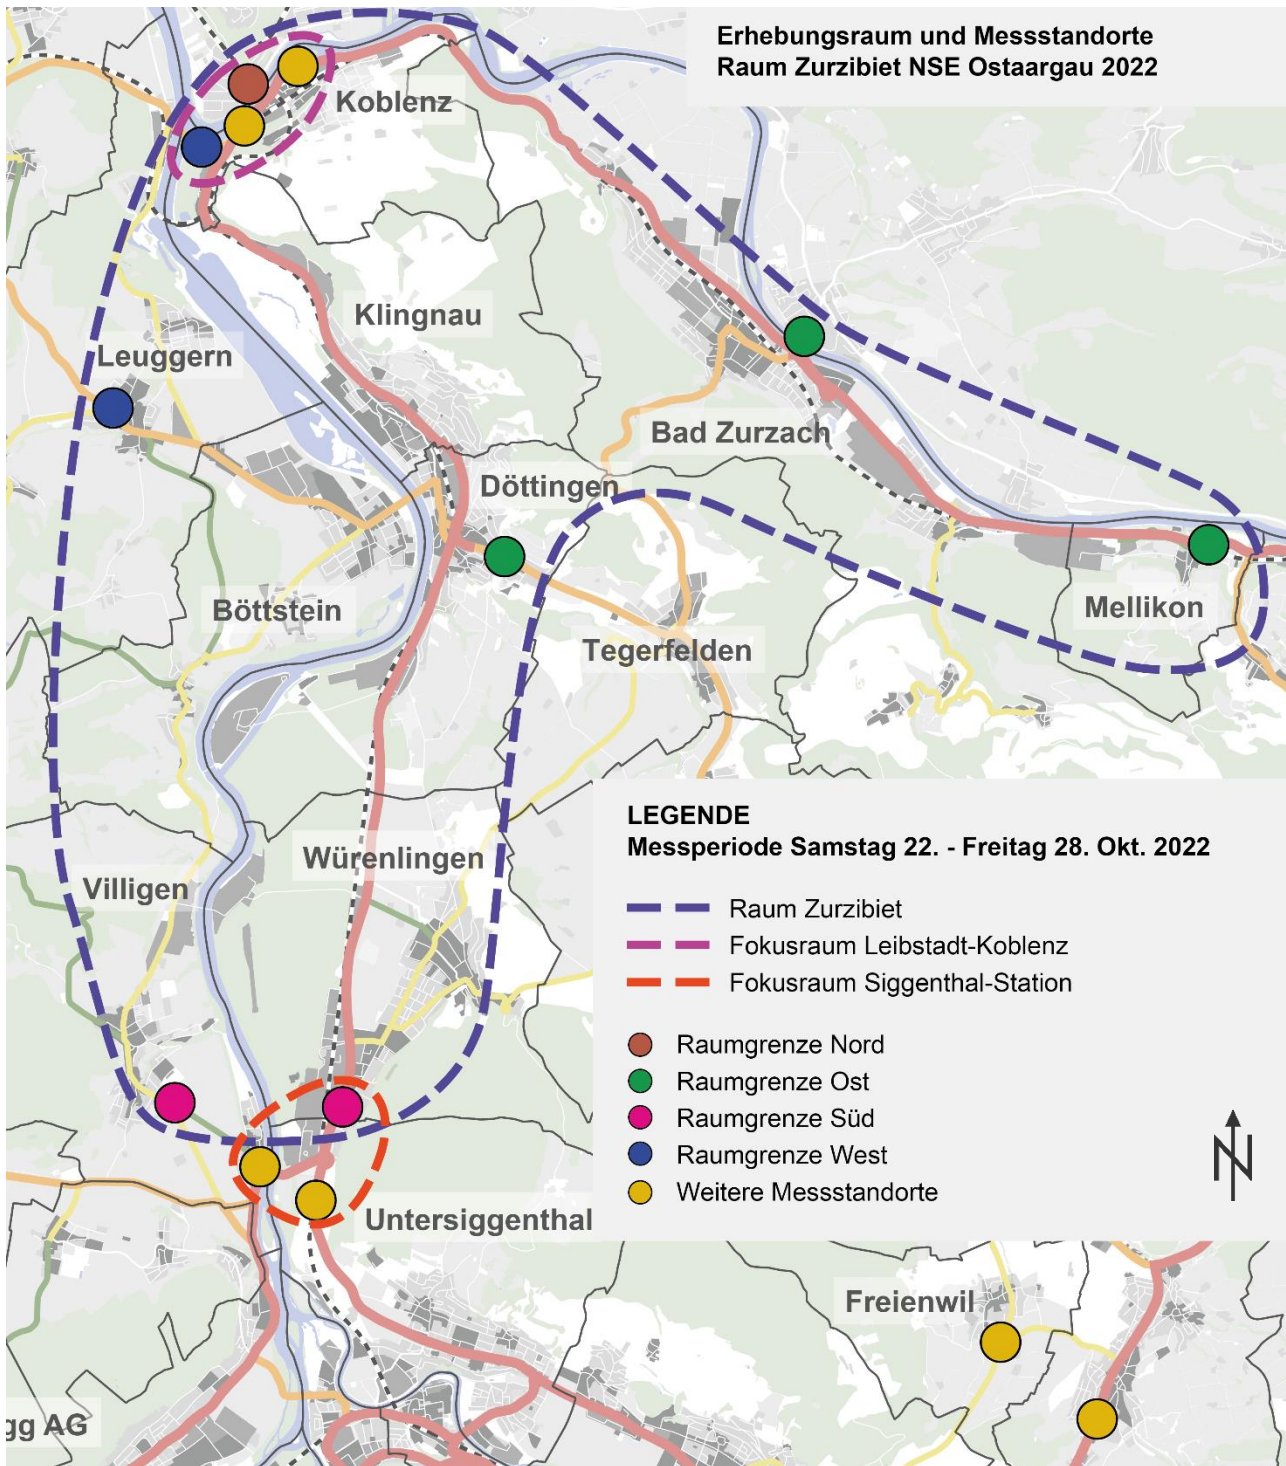 Erhebungsraum und Messstandorte
Raum Zurzibiet NSE Ostaargau 2022
Koblenz
Klingnau
Leuggern
Bad Zurzach
Döttingen
Böttstein
Mellikon
Tegerfelden
Würenlingen
Villigen
LEGENDE
Messperiode Samstag 22. - Freitag 28. Okt. 2022
Raum Zurzibiet
Fokusraum Leibstadt-Koblenz
Fokusraum Siggenthal-Station
Raumgrenze Nord
Raumgrenze Ost
Raumgrenze Süd
Raumgrenze West
Weitere Messstandorte
N
Untersiggenthal
Freienwil
gg AG